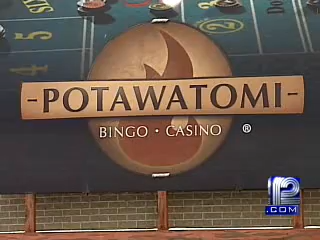 - POTAWATOMI -
BINGO • CASINO ®
12
.COM